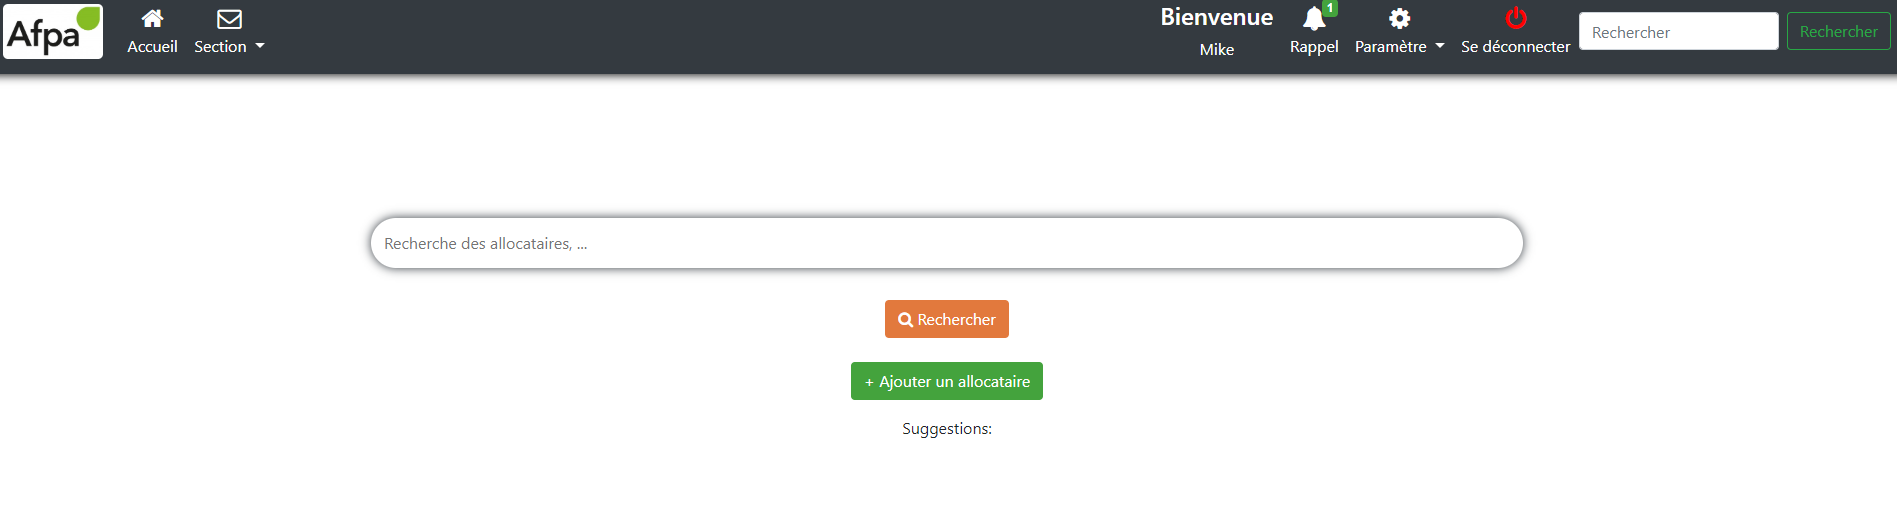 Afpa
Accueil
Section
Bienvenue
Mike
1
Rappel
Paramètre
Se déconnecter
Rechercher
Rechercher
Recherche des allocataires, ...
Rechercher
+ Ajouter un allocataire
Suggestions: